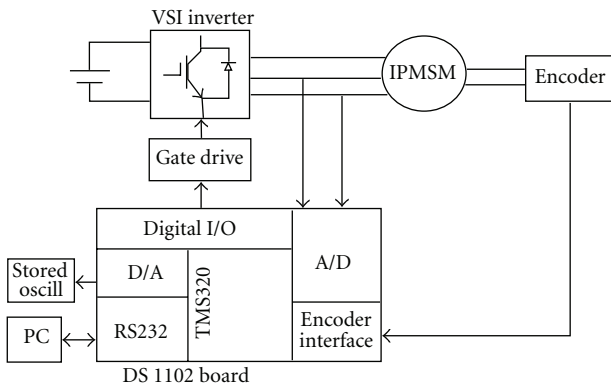 VSI inverter
IPMSM
Encoder
Gate drive
Digital I/O
D/A
A/D
Stored
oscill
TMS320
RS232
PC
Encoder
interface
DS 1102 board